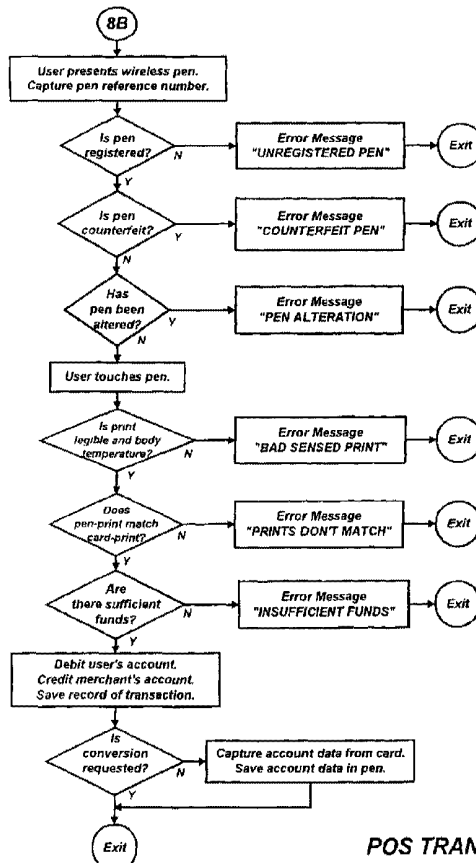 8B
User presents wireless pen.
Capture pen reference number.
Is pen
registered?
N
Error Message
"UNREGISTERED PEN"
Exit
Y
Is pen
counterfeit?
Y
Error Message
"COUNTERFEIT PEN"
Exit
N
Has
pen been
altered?
Y
Error Message
"PEN ALTERATION"
Exit
N
User touches pen.
Is print
legible and body
temperature?
N
Error Message
"BAD SENSED PRINT"
Exit
Y
Does
pen-print match
card-print?
N
Error Message
"PRINTS DON'T MATCH"
Exit
Y
Are
there sufficient
funds?
N
Error Message
"INSUFFICIENT FUNDS"
Exit
Y
Debit user's account.
Credit merchant's account.
Save record of transaction.
Is
conversion
requested?
N
Capture account data from card.
Save account data in pen.
Y
Exit
POS TRAN